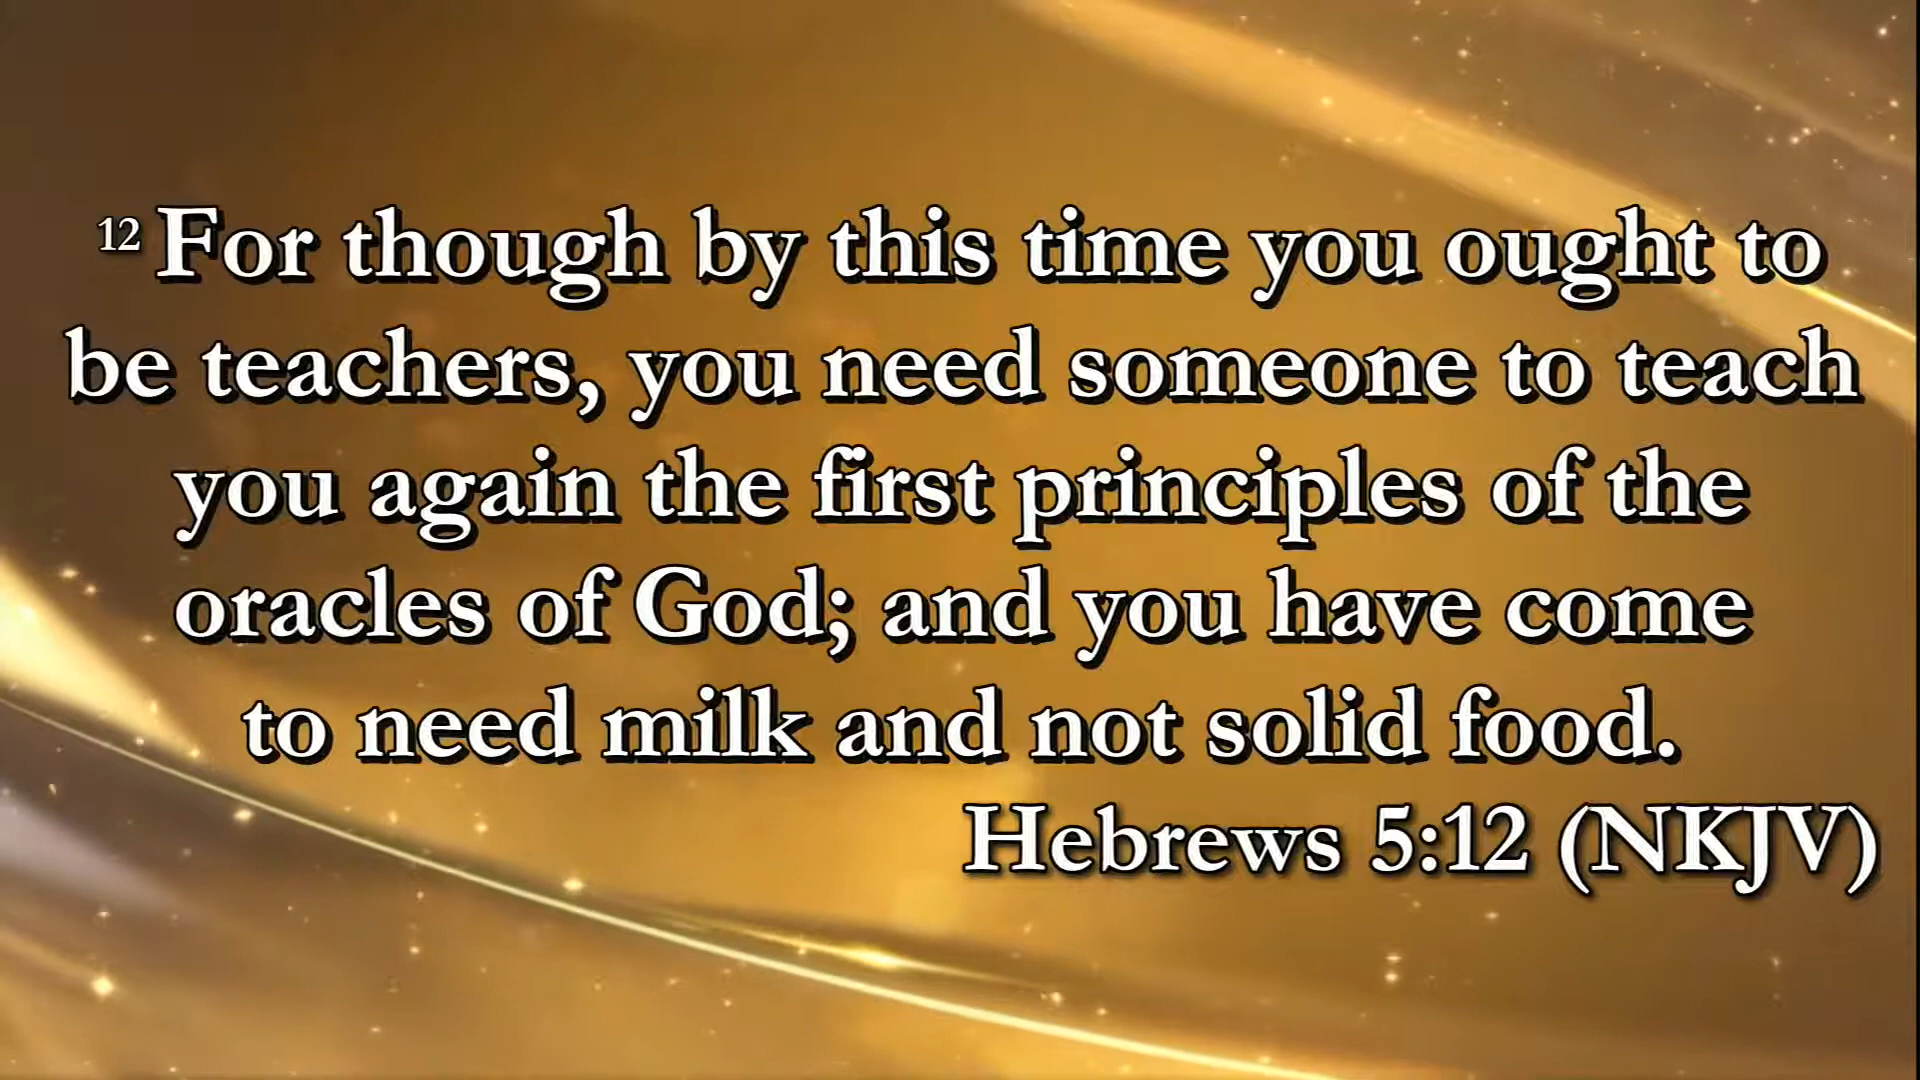 12 For though by this time you ought to
be teachers, you need someone to teach
you again the first principles of the
oracles of God; and you have come
to need milk and not solid food.
Hebrews 5:12 (NKJV)